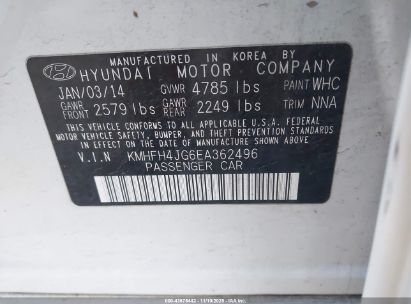 MANUFACTURED IN KOREA BY
HYUNDAI MOTOR COMPANY
JAN/03/14 GVWR 4785 lbs PAINT WHC
GAWR FRONT 2579 lbs GAWR REAR 2249 lbs TRIM NNA
THIS VEHICLE CONFORMS TO ALL APPLICABLE FEDERAL
MOTOR VEHICLE SAFETY, BUMPER, AND THEFT PREVENTION
STANDARDS IN EFFECT ON THE DATE OF MANUFACTURE SHOWN ABOVE.
V.I.N KMHFH4JG6EA362496
PASSENGER CAR